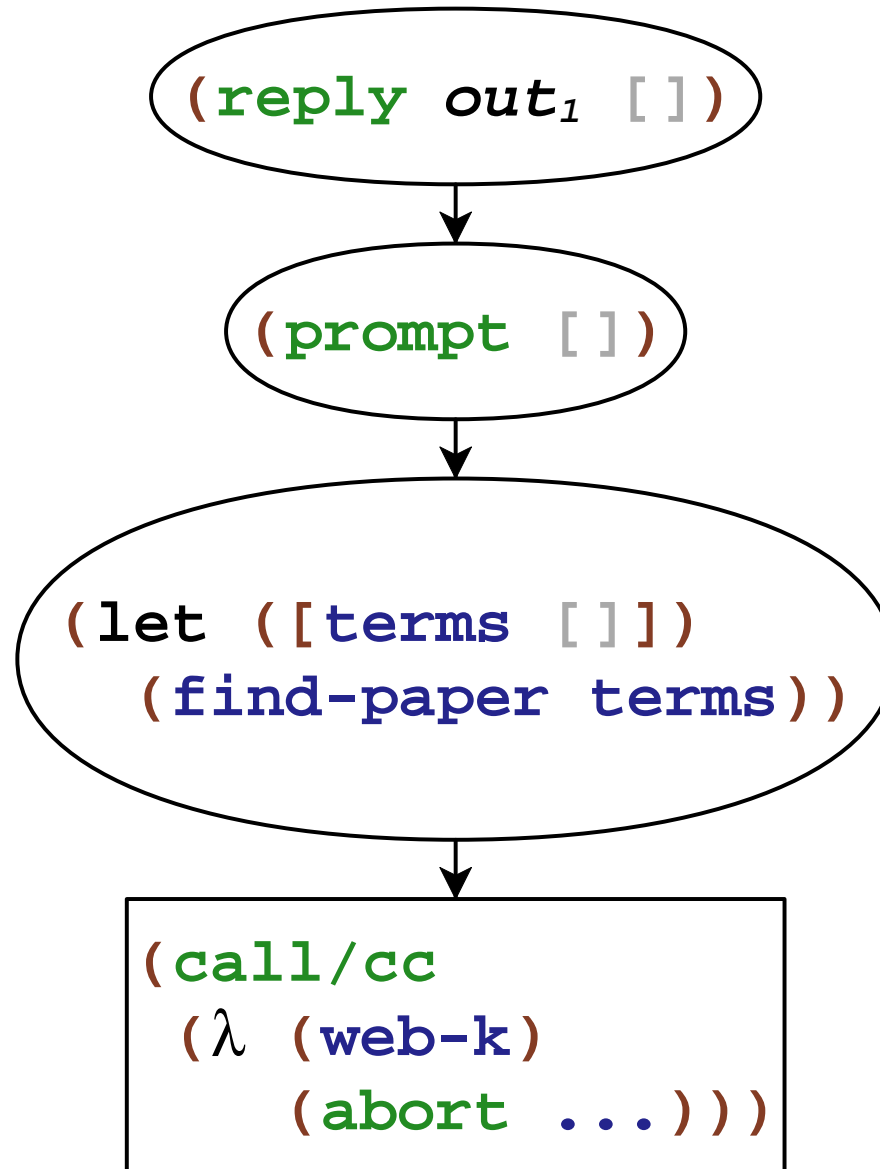 (reply out₁ [])
(prompt [])
(let ([terms []])
(find-paper terms))
(call/cc
(λ (web-k)
(abort ...)))